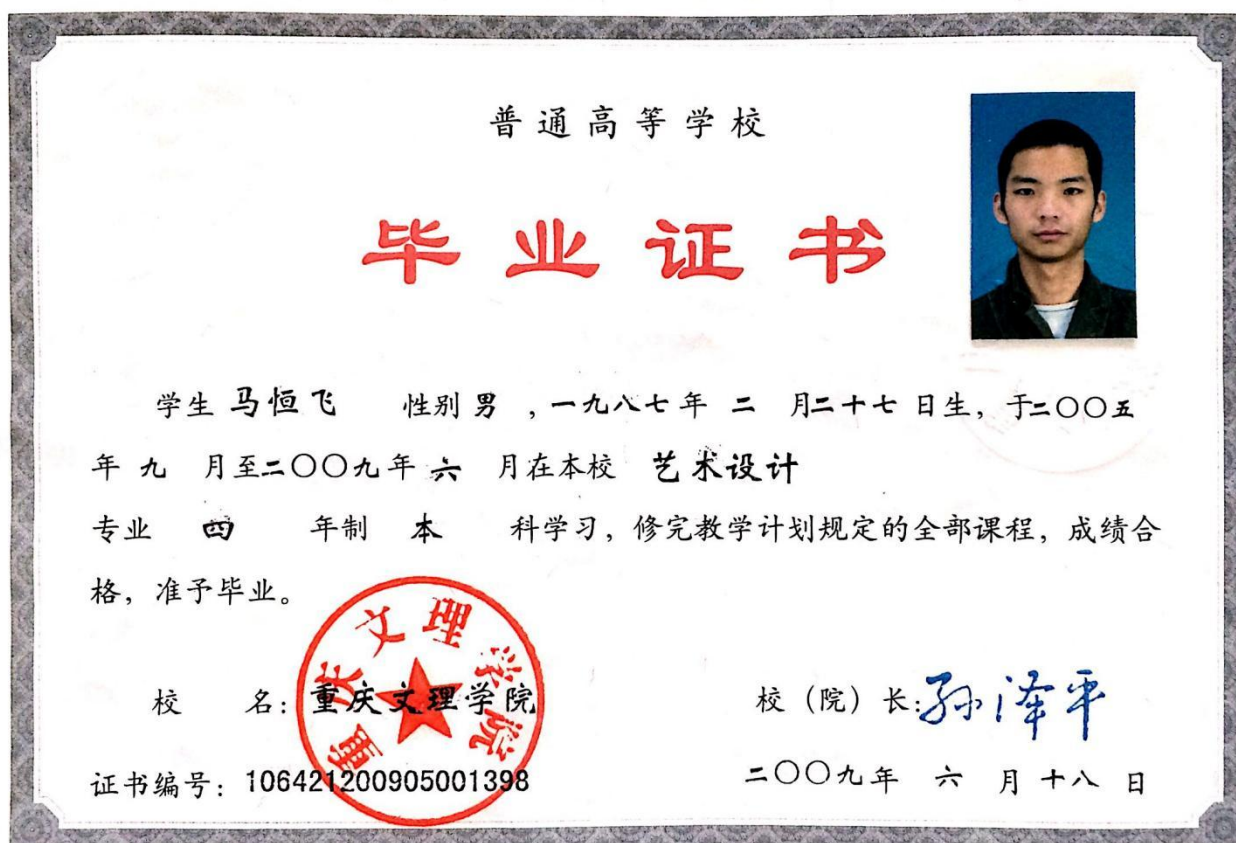 普通高等学校
毕业证书
学生 马恒飞 性别 男 ，一九八七年 二 月二十七日生，于二〇〇五
年 九 月至二〇〇九年 六 月在本校 艺术设计
专业 四 年制 本 科学习，修完教学计划规定的全部课程，成绩合
格，准予毕业。
重庆文理学院
校 名：重庆文理学院
校（院）长：孙泽平
证书编号：106421200905001398
二〇〇九年 六 月 十八 日